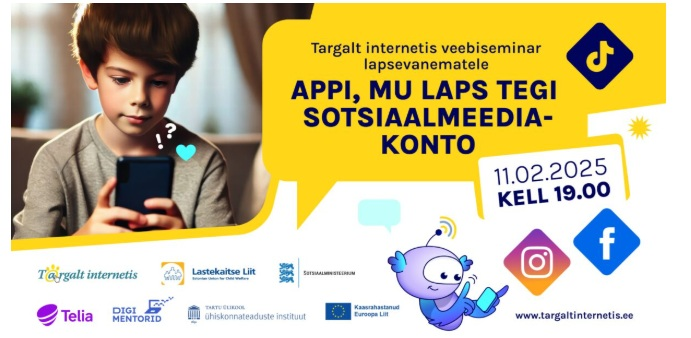 Targalt internetis veebiseminar
lapsevanematele
APPI, MU LAPS TEGI
SOTSIAALMEEDIA-
KONTO
!?
11.02.2025
KELL 19.00
Targalt internetis
Lastekaitse Liit
Estonian Union for Child Welfare
SOTSIAALMINISTEERIUM
Telia
DIGI
MENTORID
TARTU ÜLIKOOL
ühiskonnateaduste instituut
Kaasrahastanud
Euroopa Liit
www.targaltinternetis.ee